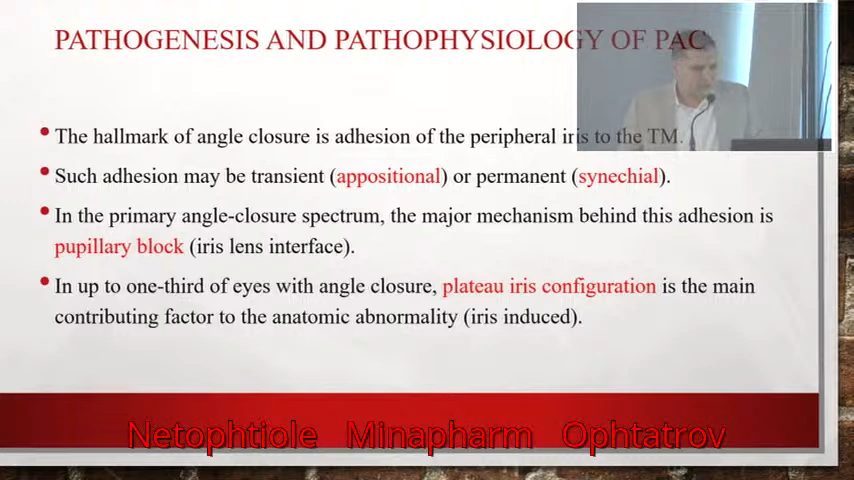 PATHOGENESIS AND PATHOPHYSIOLOGY OF PAC
• The hallmark of angle closure is adhesion of the peripheral iris to the TM.
• Such adhesion may be transient (appositional) or permanent (synechial).
• In the primary angle-closure spectrum, the major mechanism behind this adhesion is
pupillary block (iris lens interface).
• In up to one-third of eyes with angle closure, plateau iris configuration is the main
contributing factor to the anatomic abnormality (iris induced).
Netophtiole Minapharm Ophtatrov